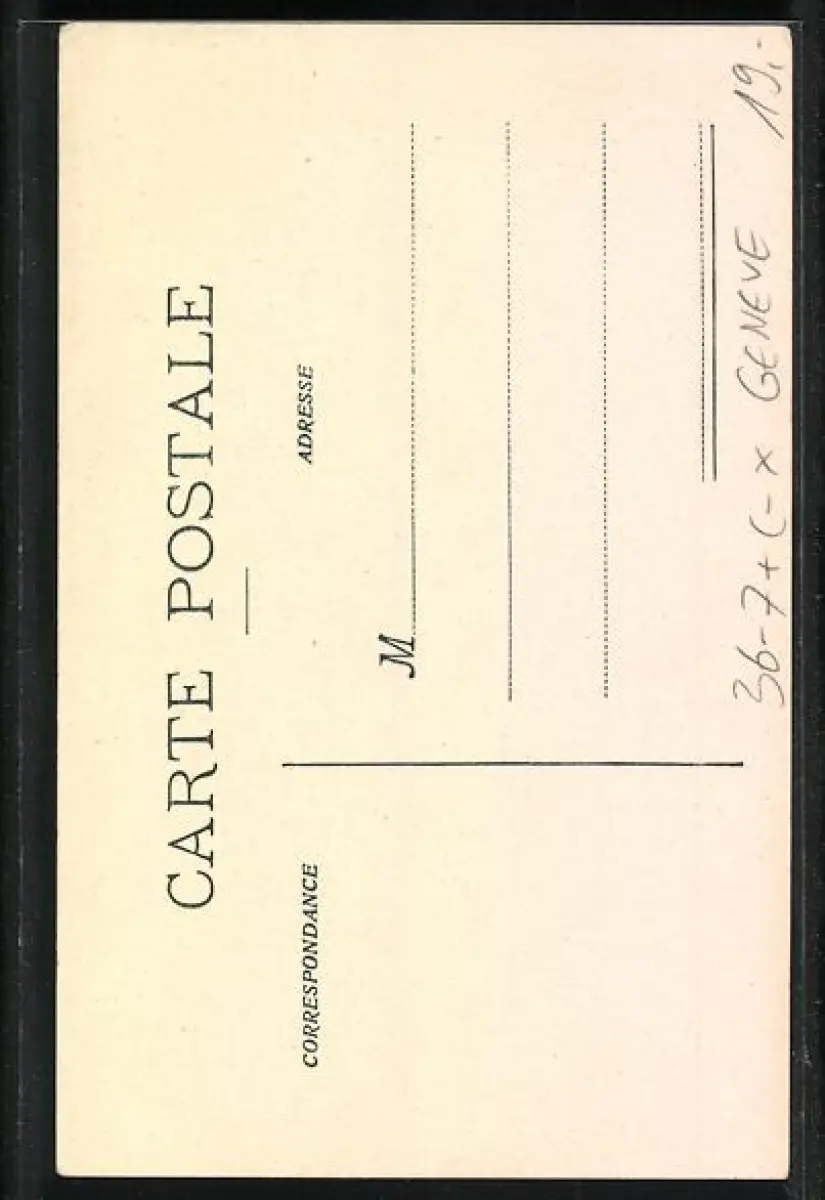 CARTE POSTALE
CORRESPONDANCE
ADRESSE
M
36-7+C-X GENEVE 19,-